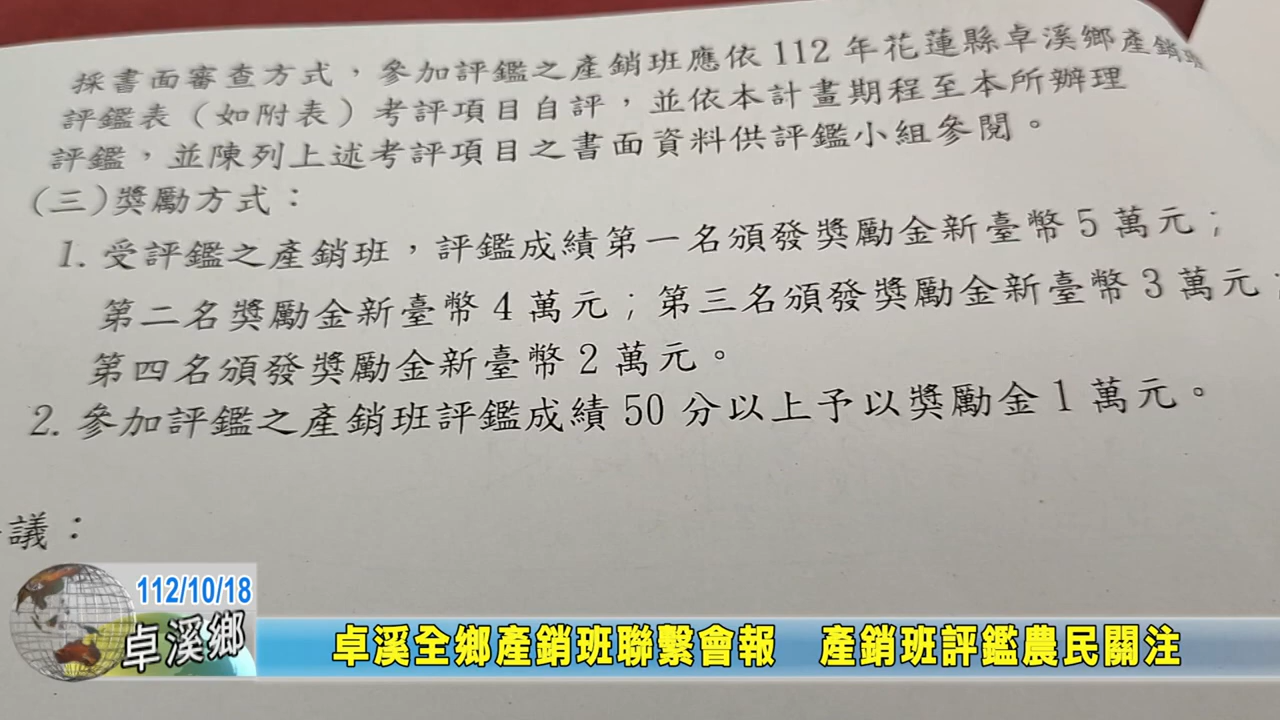 採書面審查方式，參加評鑑之產銷班應依112年花蓮縣卓溪鄉產銷班
評鑑表（如附表）考評項目自評，並依本計畫期程至本所辦理
評鑑，並陳列上述考評項目之書面資料供評鑑小組參閱。
(三)獎勵方式：
1. 受評鑑之產銷班，評鑑成績第一名頒發獎勵金新臺幣5萬元；
第二名獎勵金新臺幣4萬元；第三名頒發獎勵金新臺幣3萬元；
第四名頒發獎勵金新臺幣2萬元。
2. 參加評鑑之產銷班評鑑成績50分以上予以獎勵金1萬元。
議：
112/10/18
卓溪鄉
卓溪全鄉產銷班聯繫會報　產銷班評鑑農民關注